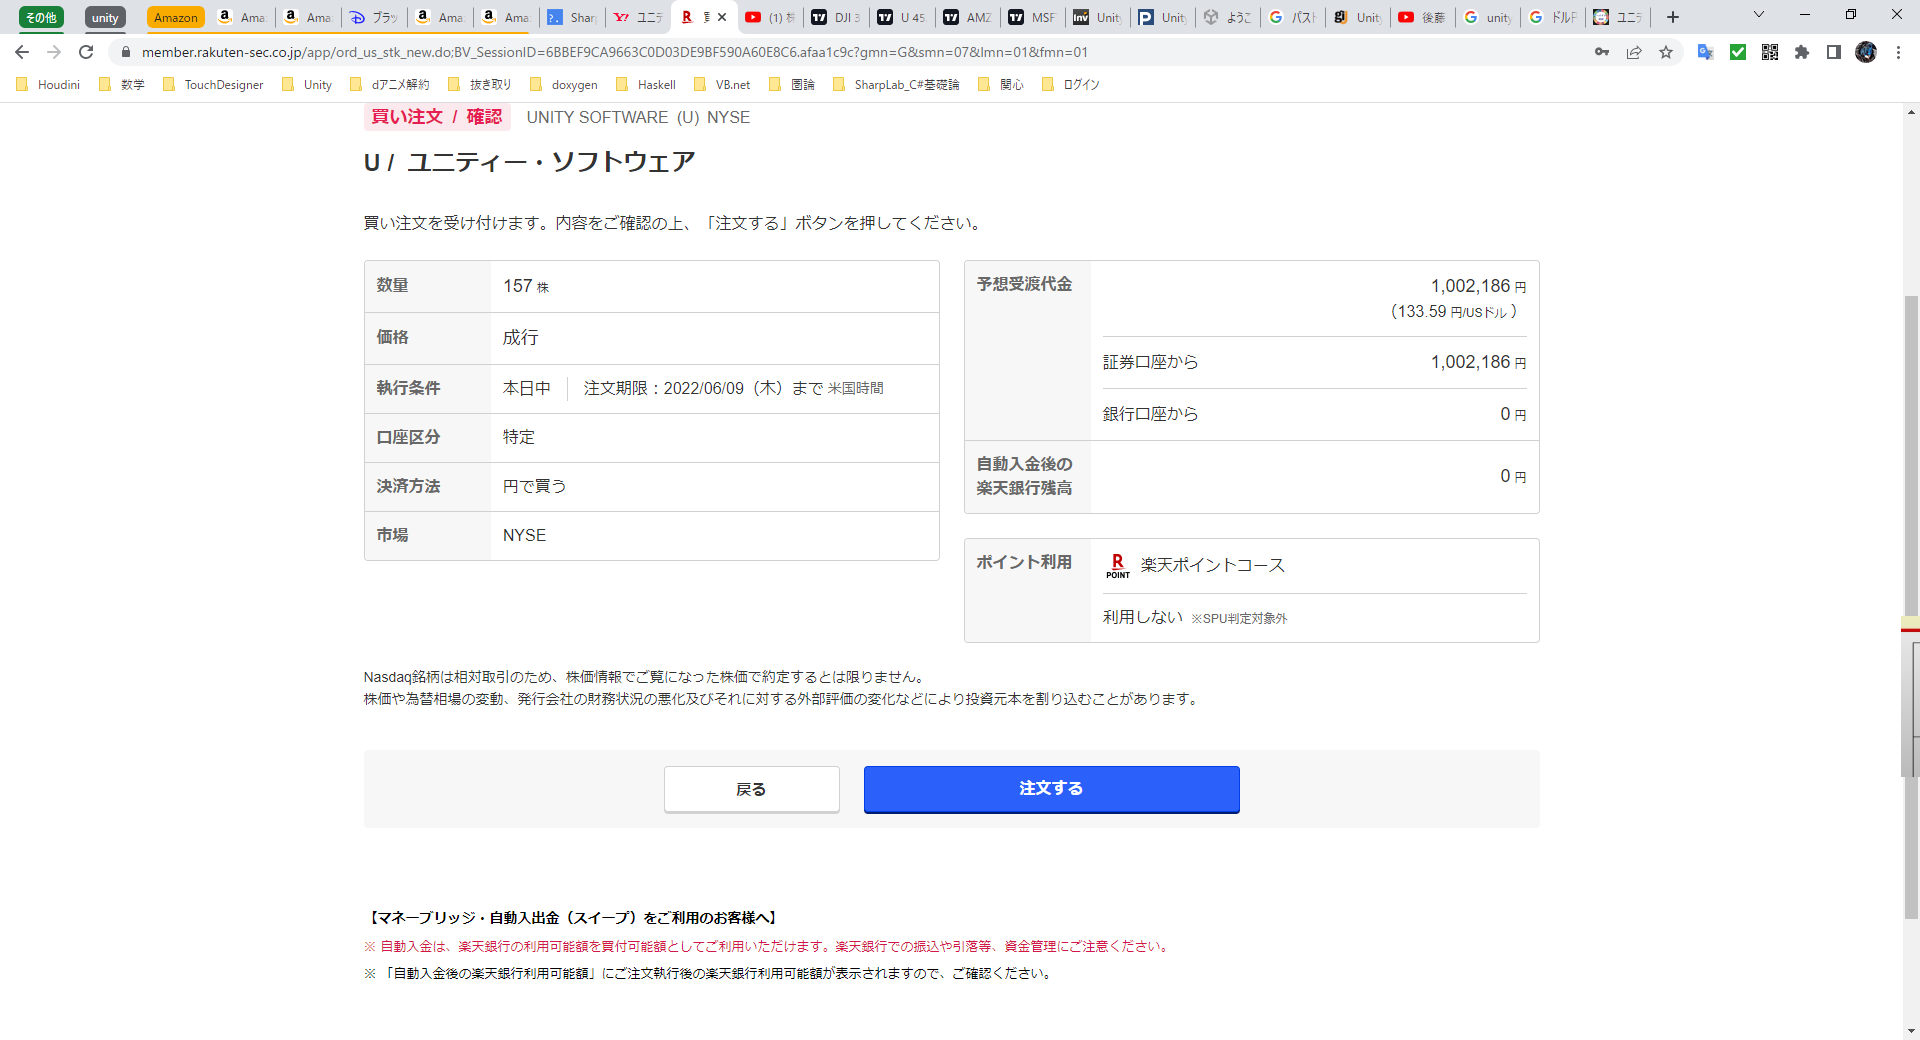 その他
unity
Amazon
Ama
Ama
ブラッ
Ama
Ama
Shar
ユニテ
(1) 株
DJI 3
U 45.
AMZ
MSF
Unity
Unity
ようこ
パスト
Unity
後藤
unity
ドルF
ユニテ
member.rakuten-sec.co.jp/app/ord_us_stk_new.do;BV_SessionID=6BBEF9CA9663C0D03DE9BF590A60E8C6.afaa1c9c?gmn=G&smn=07&lmn=01&fmn=01
Houdini
数学
TouchDesigner
Unity
dアニメ解約
抜き取り
doxygen
Haskell
VB.net
圏論
SharpLab_C#基礎論
関心
ログイン
買い注文 / 確認 UNITY SOFTWARE (U) NYSE
U / ユニティー・ソフトウェア
買い注文を受け付けます。内容をご確認の上、「注文する」ボタンを押してください。
数量 157 株
価格 成行
執行条件 本日中 注文期限：2022/06/09（木）まで 米国時間
口座区分 特定
決済方法 円で買う
市場 NYSE
予想受渡代金 1,002,186 円
（133.59 円/USドル ）
証券口座から 1,002,186 円
銀行口座から 0 円
自動入金後の
楽天銀行残高 0 円
ポイント利用 R POINT 楽天ポイントコース
利用しない ※SPU判定対象外
Nasdaq銘柄は相対取引のため、株価情報でご覧になった株価で約定するとは限りません。
株価や為替相場の変動、発行会社の財務状況の悪化及びそれに対する外部評価の変化などにより投資元本を割り込むことがあります。
戻る
注文する
【マネーブリッジ・自動入出金（スイープ）をご利用のお客様へ】
※ 自動入金は、楽天銀行の利用可能額を買付可能額としてご利用いただけます。楽天銀行での振込や引落等、資金管理にご注意ください。
※ 「自動入金後の楽天銀行利用可能額」にご注文執行後の楽天銀行利用可能額が表示されますので、ご確認ください。